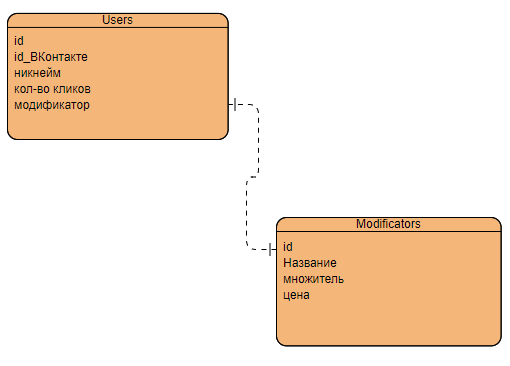 Users
id
id_ВКонтакте
никнейм
кол-во кликов
модификатор
Modificators
id
Название
множитель
цена